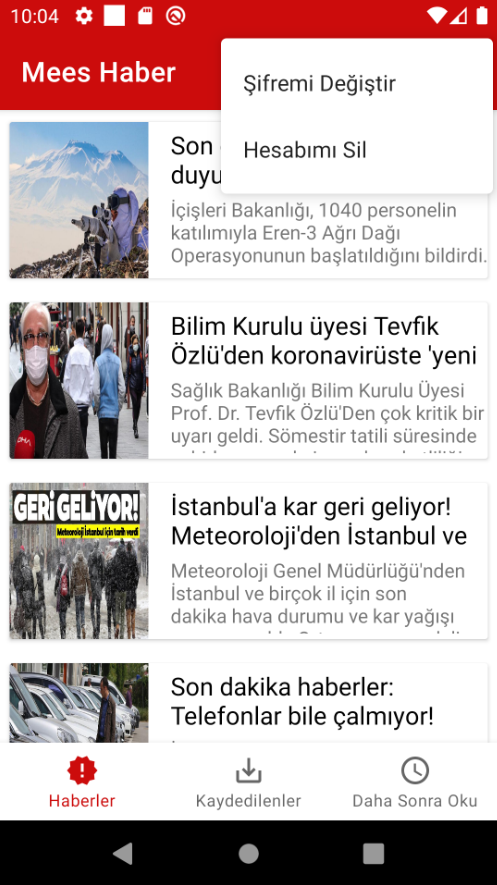 10:04
Mees Haber
Şifremi Değiştir
Hesabımı Sil
Son
duyu
İçişleri Bakanlığı, 1040 personelin
katılımıyla Eren-3 Ağrı Dağı
Operasyonunun başlatıldığını bildirdi.
Bilim Kurulu üyesi Tevfik
Özlü'den koronavirüste 'yeni
Sağlık Bakanlığı Bilim Kurulu Üyesi
Prof. Dr. Tevfik Özlü'Den çok kritik bir
uyarı geldi. Sömestir tatili süresinde
DHA
GERİ GELİYOR!
Meteoroloji İstanbul için tarih verdi
İstanbul'a kar geri geliyor!
Meteoroloji'den İstanbul ve
Meteoroloji Genel Müdürlüğü'nden
İstanbul ve birçok il için son
dakika hava durumu ve kar yağışı
Son dakika haberler:
Telefonlar bile çalmıyor!
Haberler
Kaydedilenler
Daha Sonra Oku